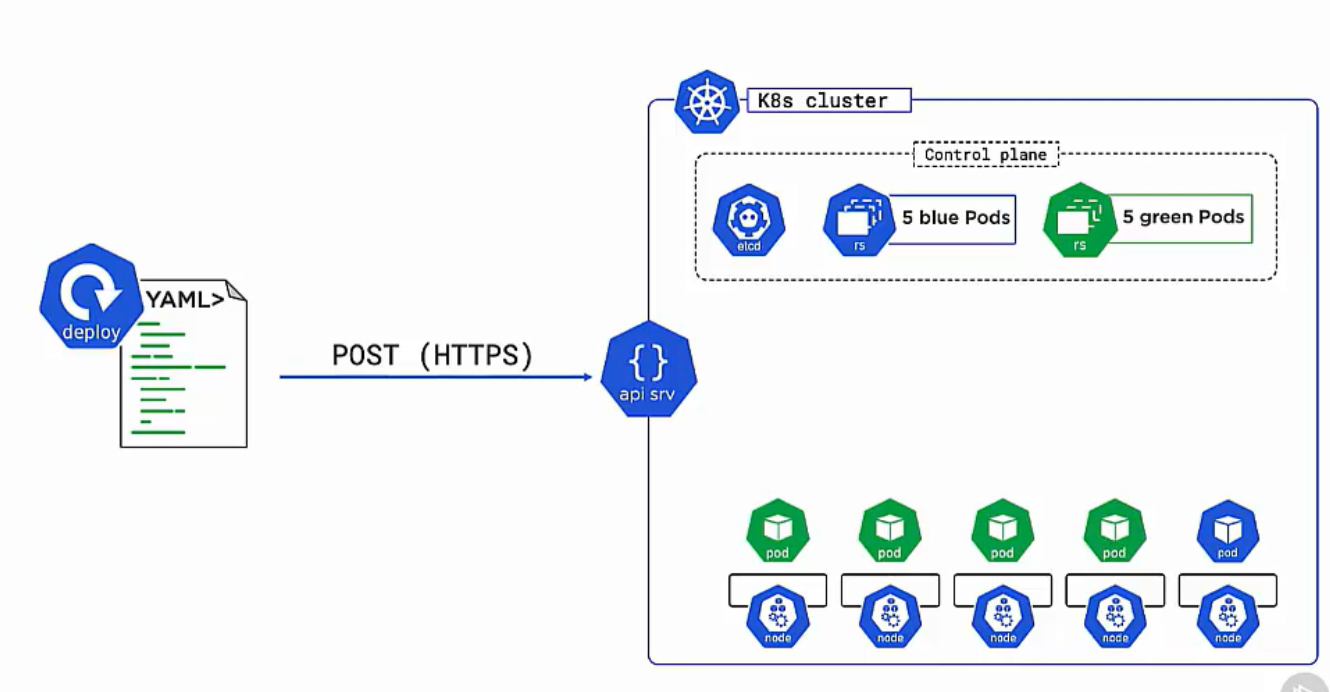 K8s cluster
Control plane
etcd
rs
5 blue Pods
rs
5 green Pods
deploy
YAML>
POST (HTTPS)
{}
api srv
pod
pod
pod
pod
pod
node
node
node
node
node